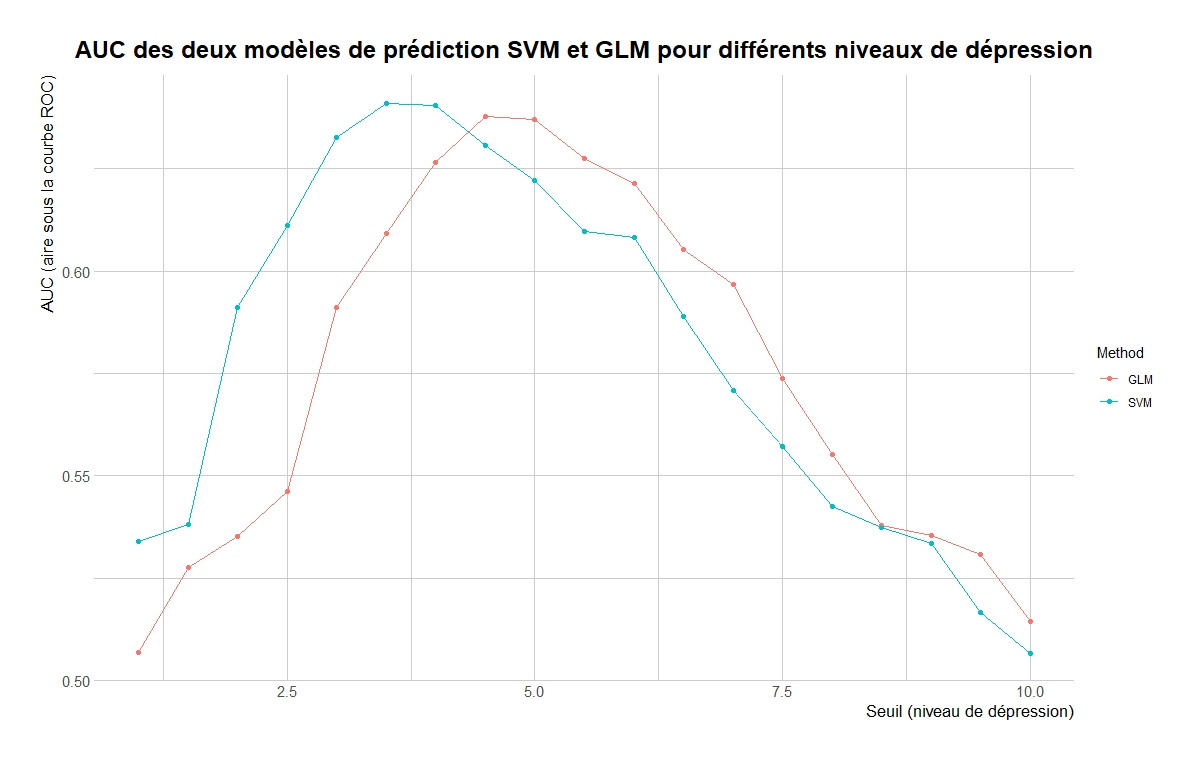 AUC des deux modèles de prédiction SVM et GLM pour différents niveaux de dépression
AUC (aire sous la courbe ROC)
0.60
0.55
0.50
2.5
5.0
7.5
10.0
Seuil (niveau de dépression)
Method
GLM
SVM